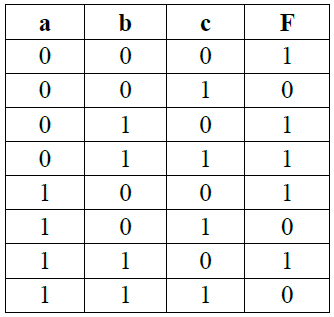 a b c F
0 0 0 1
0 0 1 0
0 1 0 1
0 1 1 1
1 0 0 1
1 0 1 0
1 1 0 1
1 1 1 0